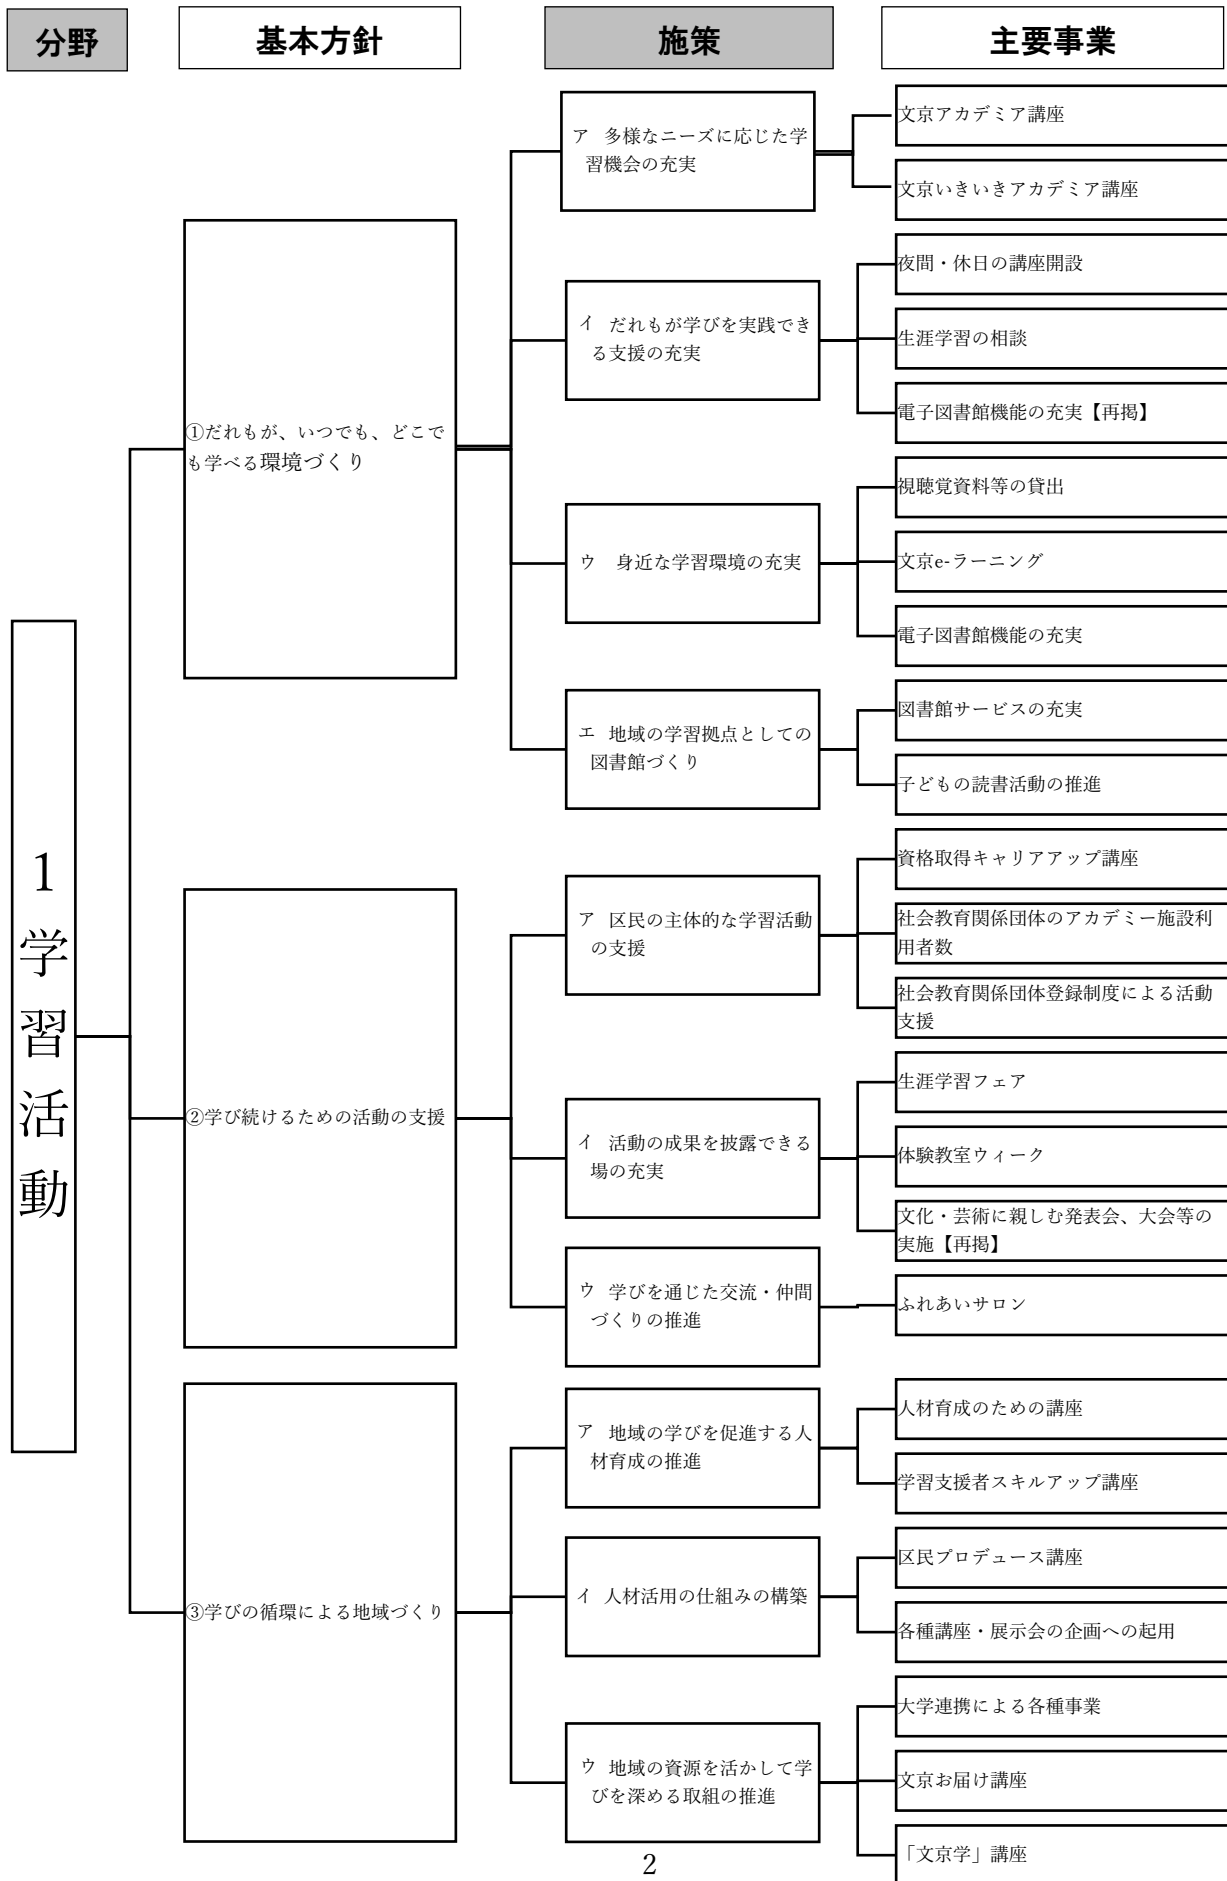 分野
基本方針
施策
主要事業
1
学
習
活
動
①だれもが、いつでも、どこで
も学べる環境づくり
ア 多様なニーズに応じた学
習機会の充実
文京アカデミア講座
文京いきいきアカデミア講座
イ だれもが学びを実践でき
る支援の充実
夜間・休日の講座開設
生涯学習の相談
電子図書館機能の充実【再掲】
ウ 身近な学習環境の充実
視聴覚資料等の貸出
文京e-ラーニング
電子図書館機能の充実
エ 地域の学習拠点としての
図書館づくり
図書館サービスの充実
子どもの読書活動の推進
②学び続けるための活動の支援
ア 区民の主体的な学習活動
の支援
資格取得キャリアアップ講座
社会教育関係団体のアカデミー施設利
用者数
社会教育関係団体登録制度による活動
支援
イ 活動の成果を披露できる
場の充実
生涯学習フェア
体験教室ウィーク
文化・芸術に親しむ発表会、大会等の
実施【再掲】
ウ 学びを通じた交流・仲間
づくりの推進
ふれあいサロン
③学びの循環による地域づくり
ア 地域の学びを促進する人
材育成の推進
人材育成のための講座
学習支援者スキルアップ講座
イ 人材活用の仕組みの構築
区民プロデュース講座
各種講座・展示会の企画への起用
ウ 地域の資源を活かして学
びを深める取組の推進
大学連携による各種事業
文京お届け講座
「文京学」講座
2